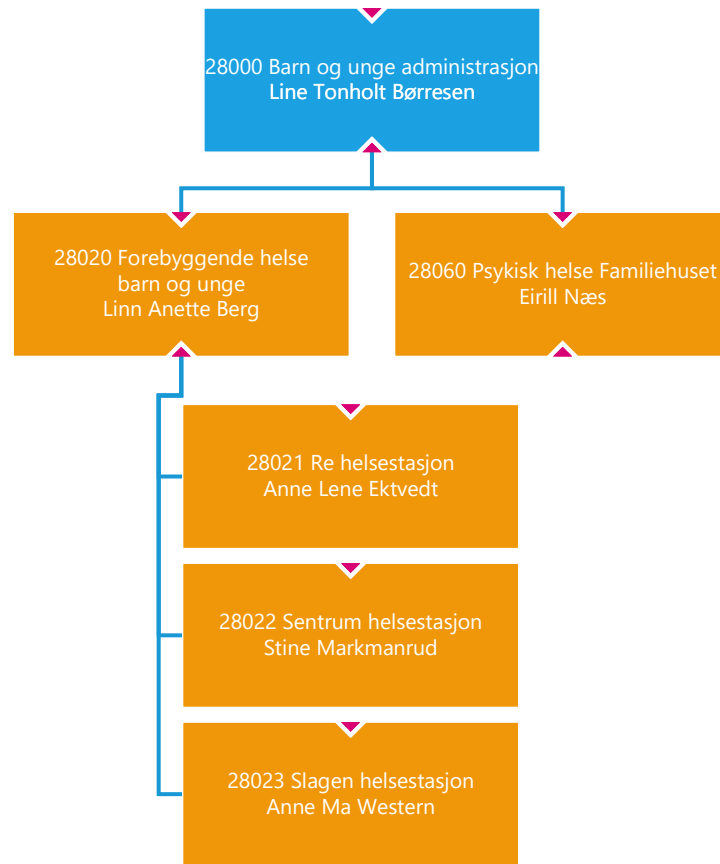 28000 Barn og unge administrasjon
Line Tonholt Børresen
28020 Forebyggende helse
barn og unge
Linn Anette Berg
28060 Psykisk helse Familiehuset
Eirill Næs
28021 Re helsestasjon
Anne Lene Ektvedt
28022 Sentrum helsestasjon
Stine Markmanrud
28023 Slagen helsestasjon
Anne Ma Western